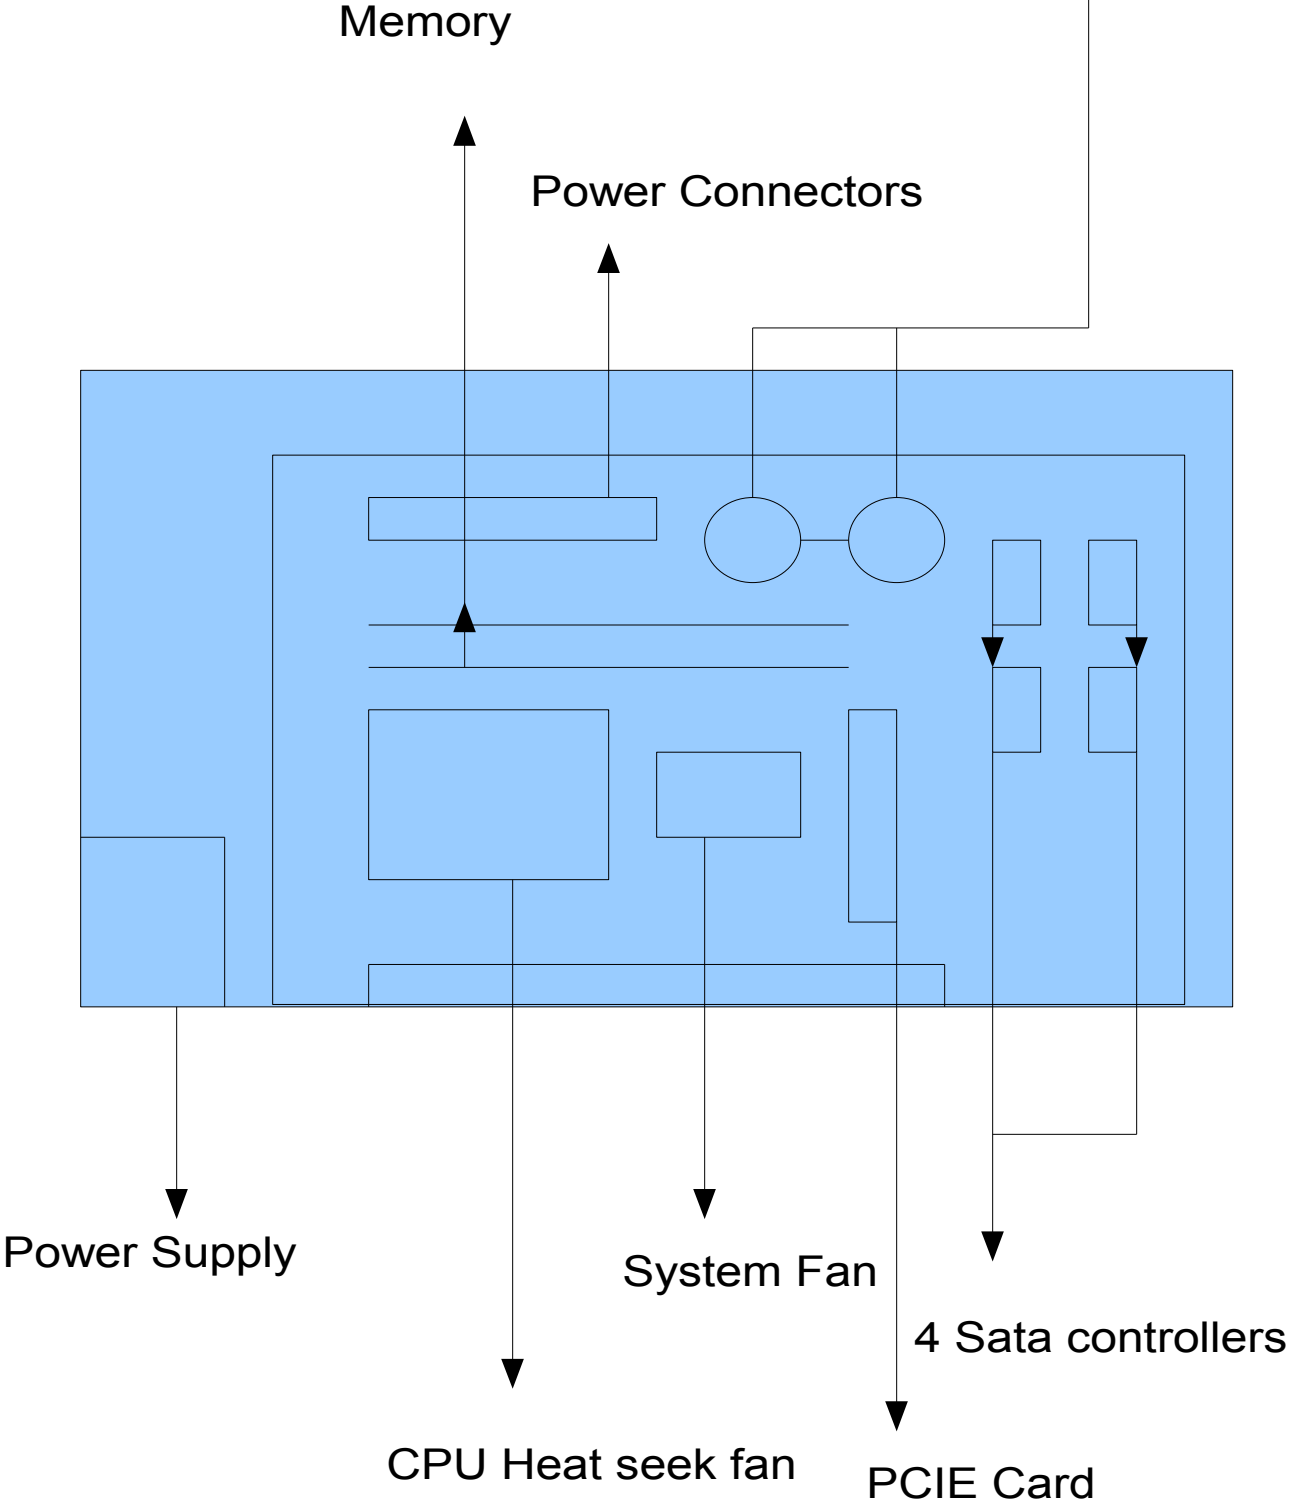 Memory
Power Connectors
Power Supply
System Fan
4 Sata controllers
CPU Heat seek fan
PCIE Card